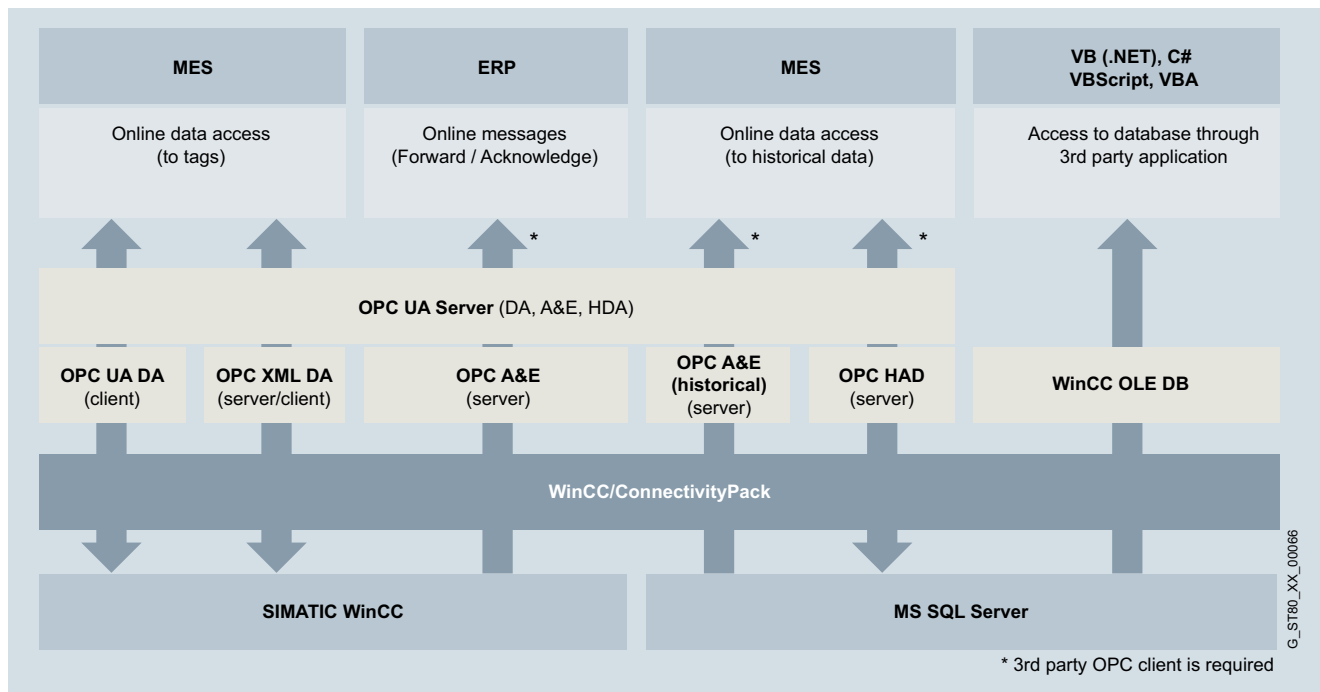 MES
ERP
MES
VB (.NET), C#
VBScript, VBA
Online data access
(to tags)
Online messages
(Forward / Acknowledge)
Online data access
(to historical data)
Access to database through
3rd party application
*
*
*
OPC UA Server (DA, A&E, HDA)
OPC UA DA
(client)
OPC XML DA
(server/client)
OPC A&E
(server)
OPC A&E
(historical)
(server)
OPC HAD
(server)
WinCC OLE DB
WinCC/ConnectivityPack
SIMATIC WinCC
MS SQL Server
G_ST80_XX_00066
* 3rd party OPC client is required